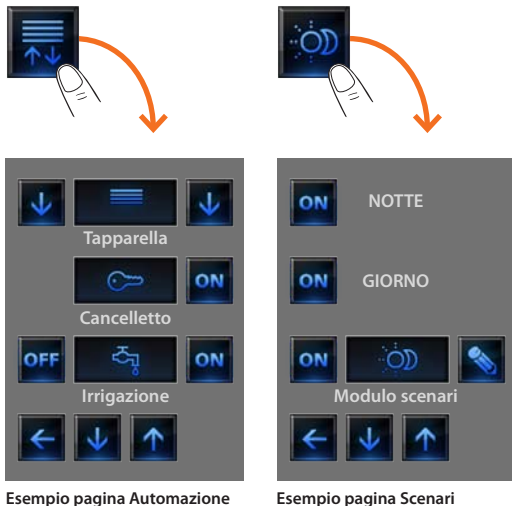 Tapparella
Cancelletto
ON
OFF
ON
Irrigazione
Esempio pagina Automazione
ON
NOTTE
ON
GIORNO
ON
Modulo scenari
Esempio pagina Scenari